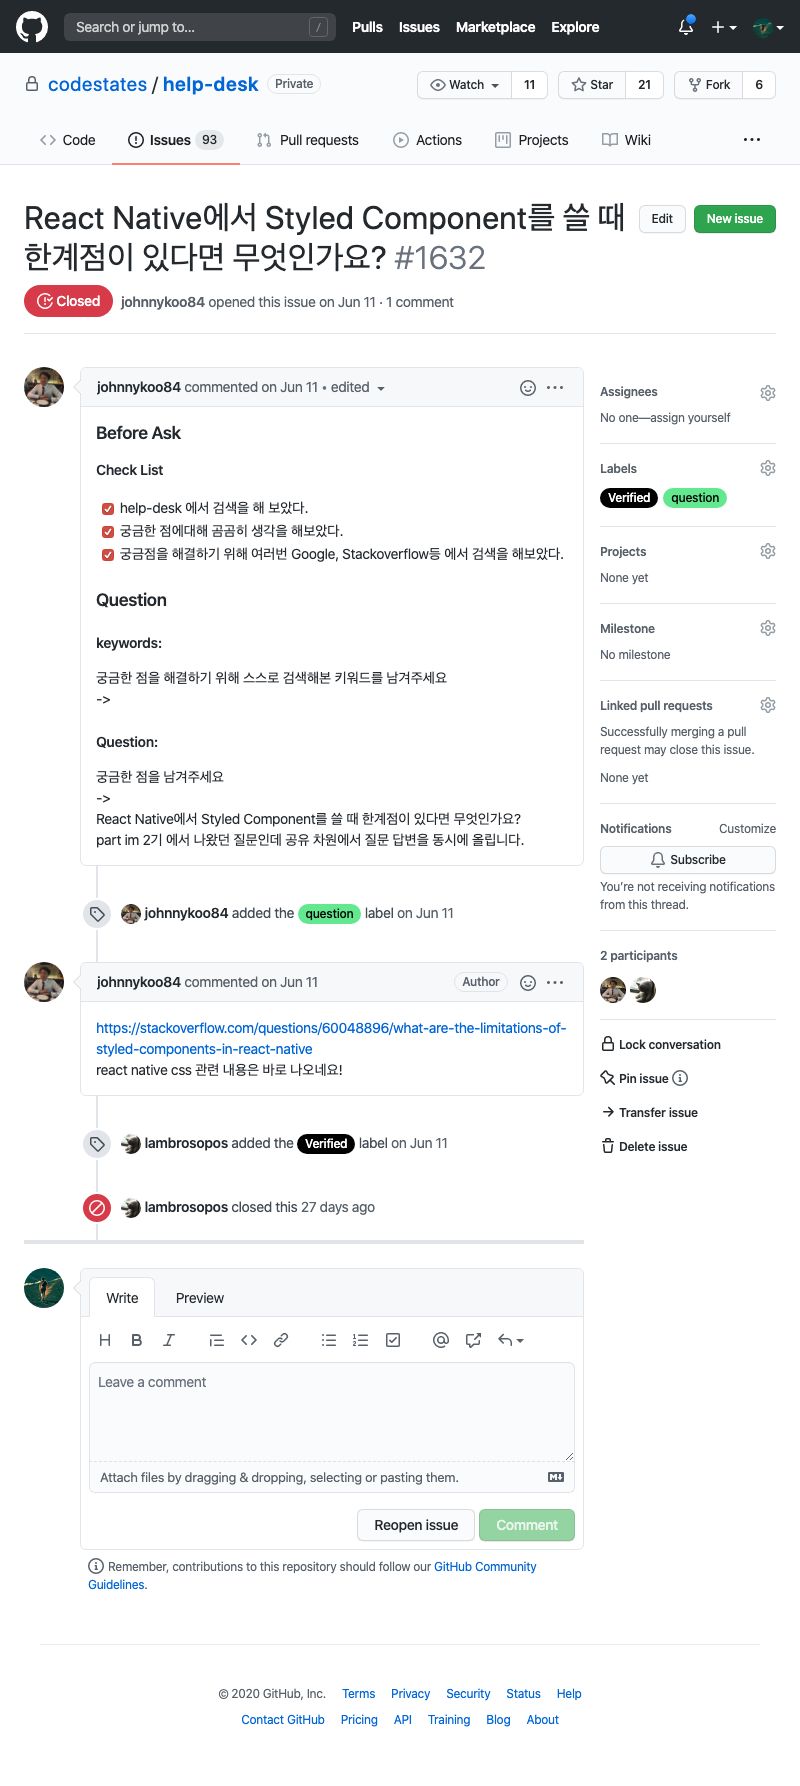 Search or jump to... /
Pulls Issues Marketplace Explore
codestates / help-desk Private
Watch 11 Star 21 Fork 6
Code Issues 93 Pull requests Actions Projects Wiki
React Native에서 Styled Component를 쓸 때
한계점이 있다면 무엇인가요? #1632
Edit New issue
Closed johnnykoo84 opened this issue on Jun 11 · 1 comment
johnnykoo84 commented on Jun 11 • edited
Before Ask
Check List
help-desk 에서 검색을 해 보았다.
궁금한 점에대해 곰곰히 생각을 해보았다.
궁금점을 해결하기 위해 여러번 Google, Stackoverflow등 에서 검색을 해보았다.
Question
keywords:
궁금한 점을 해결하기 위해 스스로 검색해본 키워드를 남겨주세요
->
Question:
궁금한 점을 남겨주세요
->
React Native에서 Styled Component를 쓸 때 한계점이 있다면 무엇인가요?
part im 2기 에서 나왔던 질문인데 공유 차원에서 질문 답변을 동시에 올립니다.
johnnykoo84 added the question label on Jun 11
johnnykoo84 commented on Jun 11 Author
https://stackoverflow.com/questions/60048896/what-are-the-limitations-of-
styled-components-in-react-native
react native css 관련 내용은 바로 나오네요!
lambrosopos added the Verified label on Jun 11
lambrosopos closed this 27 days ago
Assignees
No one—assign yourself
Labels
Verified question
Projects
None yet
Milestone
No milestone
Linked pull requests
Successfully merging a pull
request may close this issue.
None yet
Notifications Customize
Subscribe
You're not receiving notifications
from this thread.
2 participants
Lock conversation
Pin issue
Transfer issue
Delete issue
Write Preview
Leave a comment
Attach files by dragging & dropping, selecting or pasting them.
Reopen issue Comment
Remember, contributions to this repository should follow our GitHub Community
Guidelines.
© 2020 GitHub, Inc. Terms Privacy Security Status Help
Contact GitHub Pricing API Training Blog About